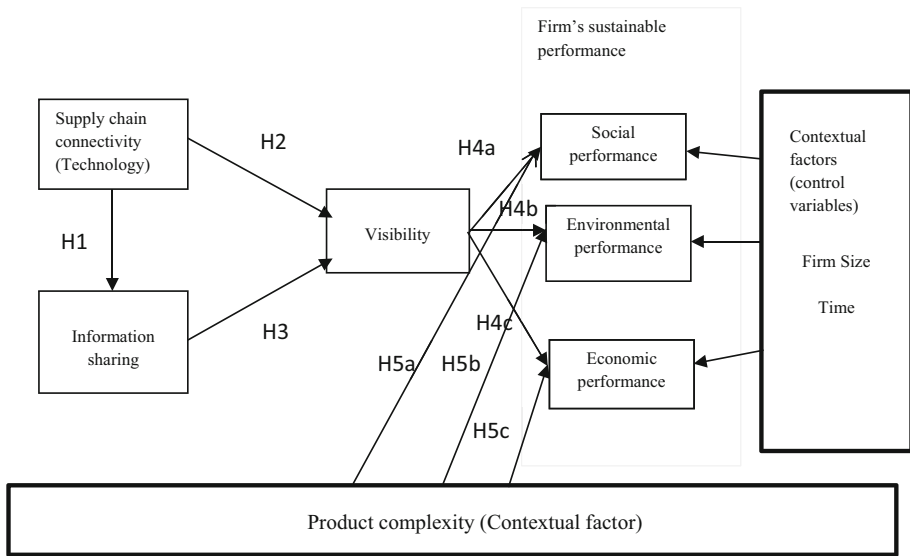 Firm's sustainable
performance
Supply chain
connectivity
(Technology)
H1
H2
Information
sharing
H3
Visibility
H4a
H4b
H4c
H5a
H5b
H5c
Social
performance
Environmental
performance
Economic
performance
Contextual
factors
(control
variables)
Firm Size
Time
Product complexity (Contextual factor)